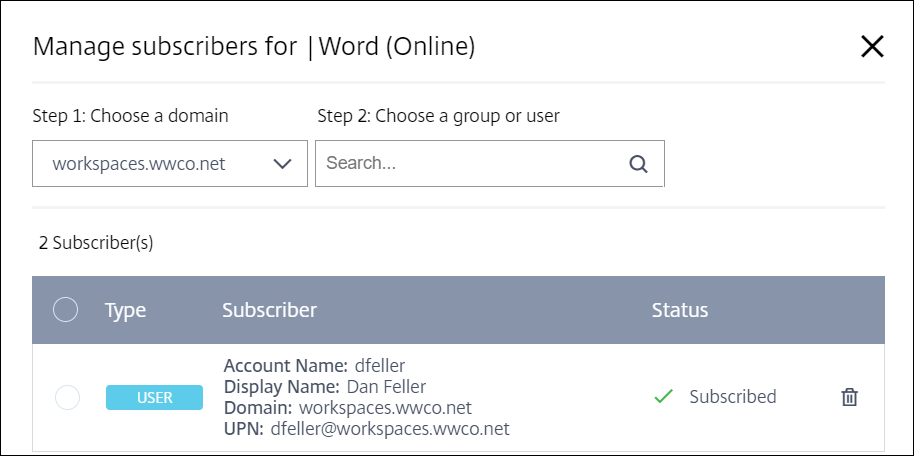 Manage subscribers for |Word (Online)
Step 1: Choose a domain Step 2: Choose a group or user
workspaces.wwco.net Search...
2 Subscriber(s)
Type Subscriber Status
Account Name: dfeller
Display Name: Dan Feller
USER Subscribed
Domain: workspaces.wwco.net
UPN: dfeller@workspaces.wwco.net